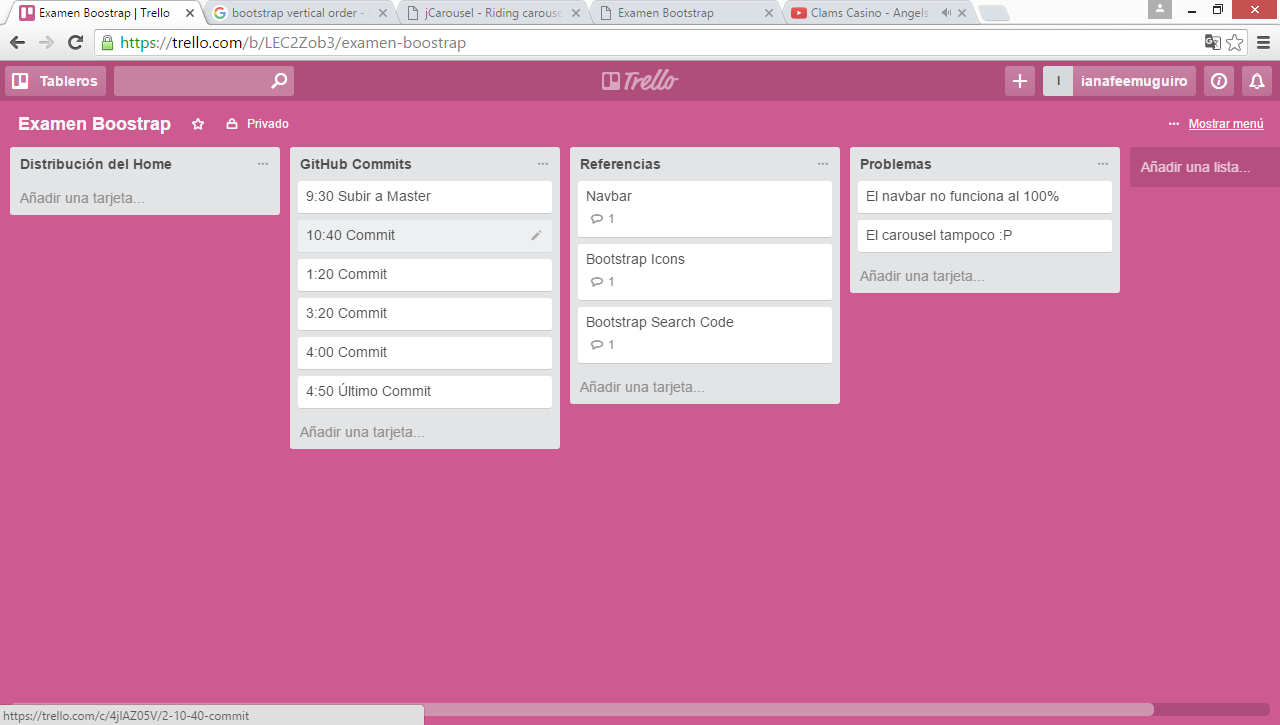 Examen Boostrap | Trello
bootstrap vertical order -
jCarousel - Riding carouse
Examen Bootstrap
Clams Casino - Angels
https://trello.com/b/LEC2Zob3/examen-boostrap
Tableros
Trello
I
ianafeemuguiro
Examen Boostrap
Privado
Mostrar menú
Distribución del Home
Añadir una tarjeta...
GitHub Commits
9:30 Subir a Master
10:40 Commit
1:20 Commit
3:20 Commit
4:00 Commit
4:50 Último Commit
Añadir una tarjeta...
Referencias
Navbar
1
Bootstrap Icons
1
Bootstrap Search Code
1
Añadir una tarjeta...
Problemas
El navbar no funciona al 100%
El carousel tampoco :P
Añadir una tarjeta...
Añadir una lista...
https://trello.com/c/4jIAZ05V/2-10-40-commit